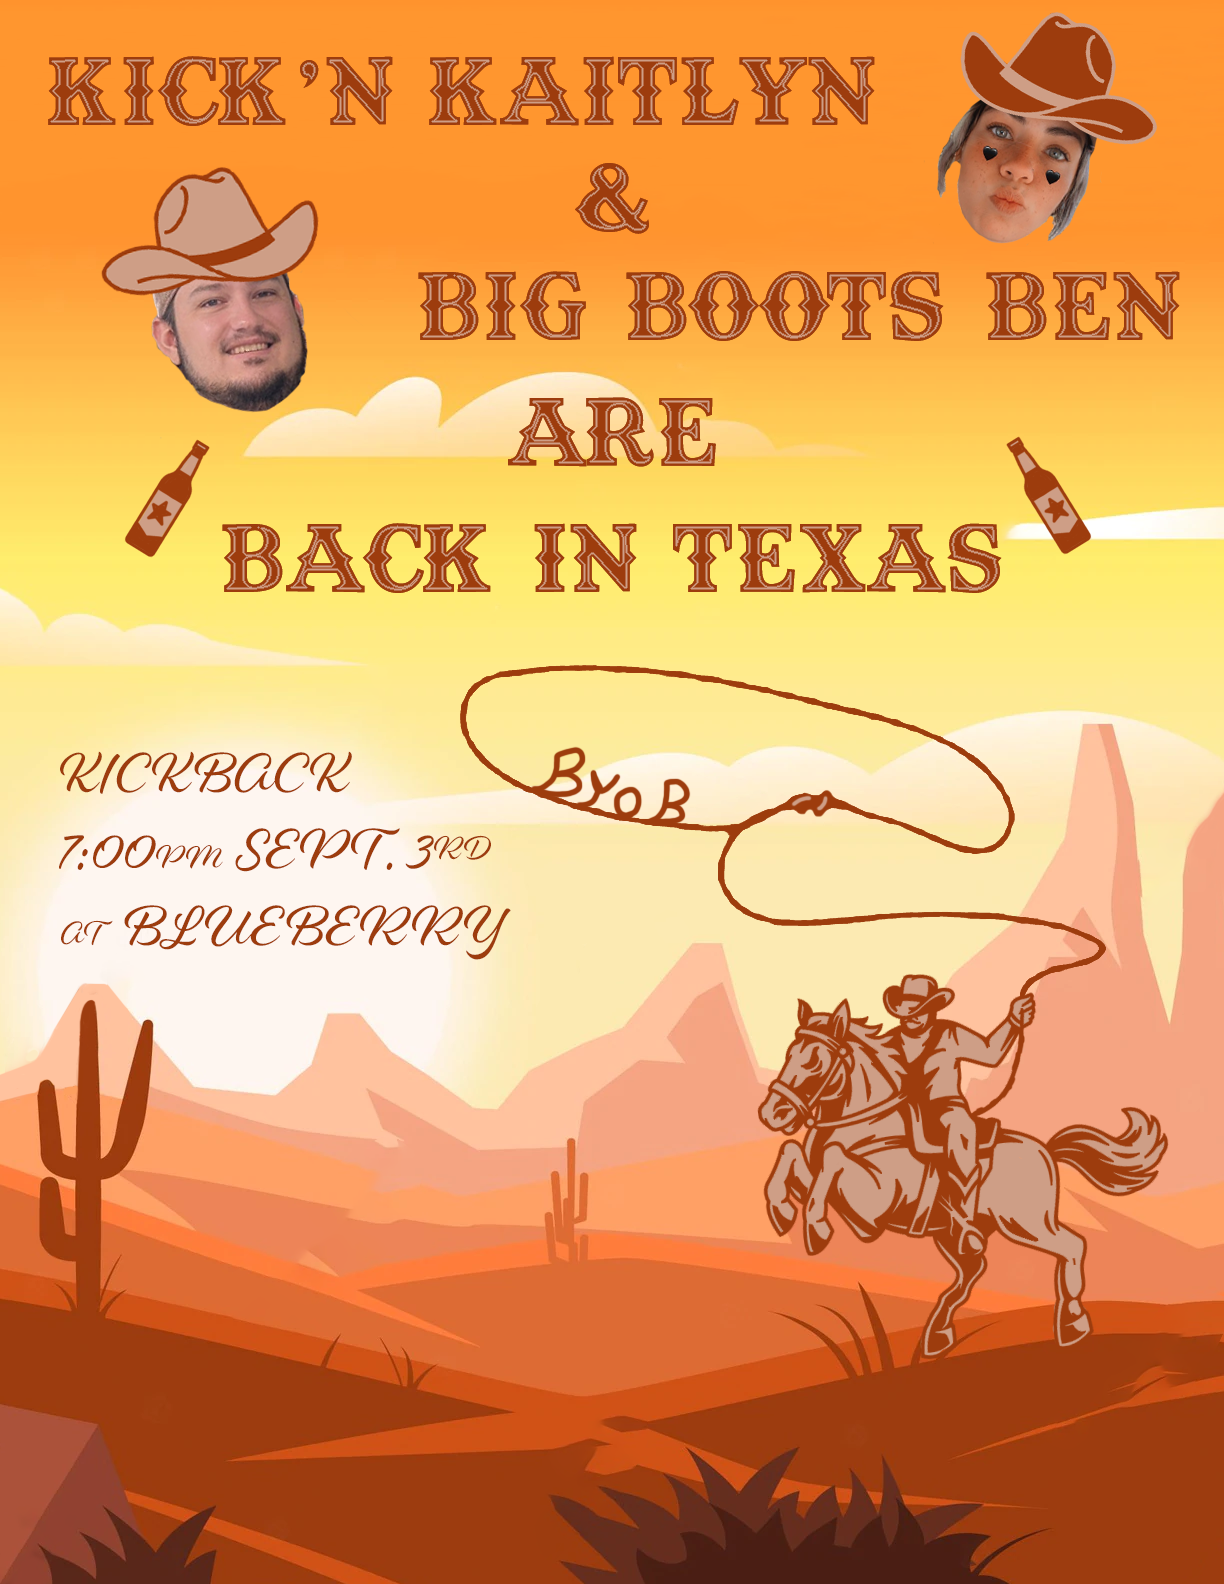 KICK'N KAITLYN
&
BIG BOOTS BEN
ARE
BACK IN TEXAS
BYOB
KICKBACK
7:00PM SEPT. 3RD
AT BLUEBERRY